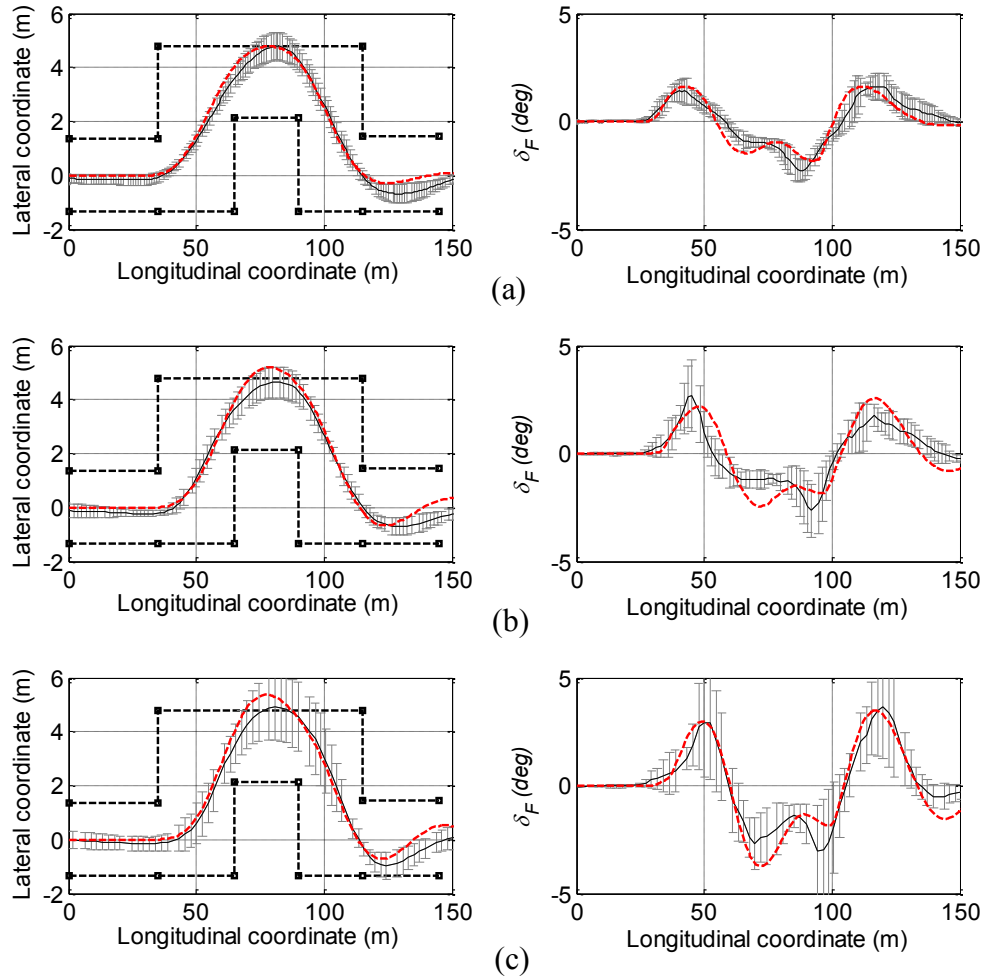 Lateral coordinate (m)
6
4
2
0
-2
0 50 100 150
Longitudinal coordinate (m)
δF (deg)
5
0
-5
0 50 100 150
Longitudinal coordinate (m)
(a)
Lateral coordinate (m)
6
4
2
0
-2
0 50 100 150
Longitudinal coordinate (m)
δF (deg)
5
0
-5
0 50 100 150
Longitudinal coordinate (m)
(b)
Lateral coordinate (m)
6
4
2
0
-2
0 50 100 150
Longitudinal coordinate (m)
δF (deg)
5
0
-5
0 50 100 150
Longitudinal coordinate (m)
(c)